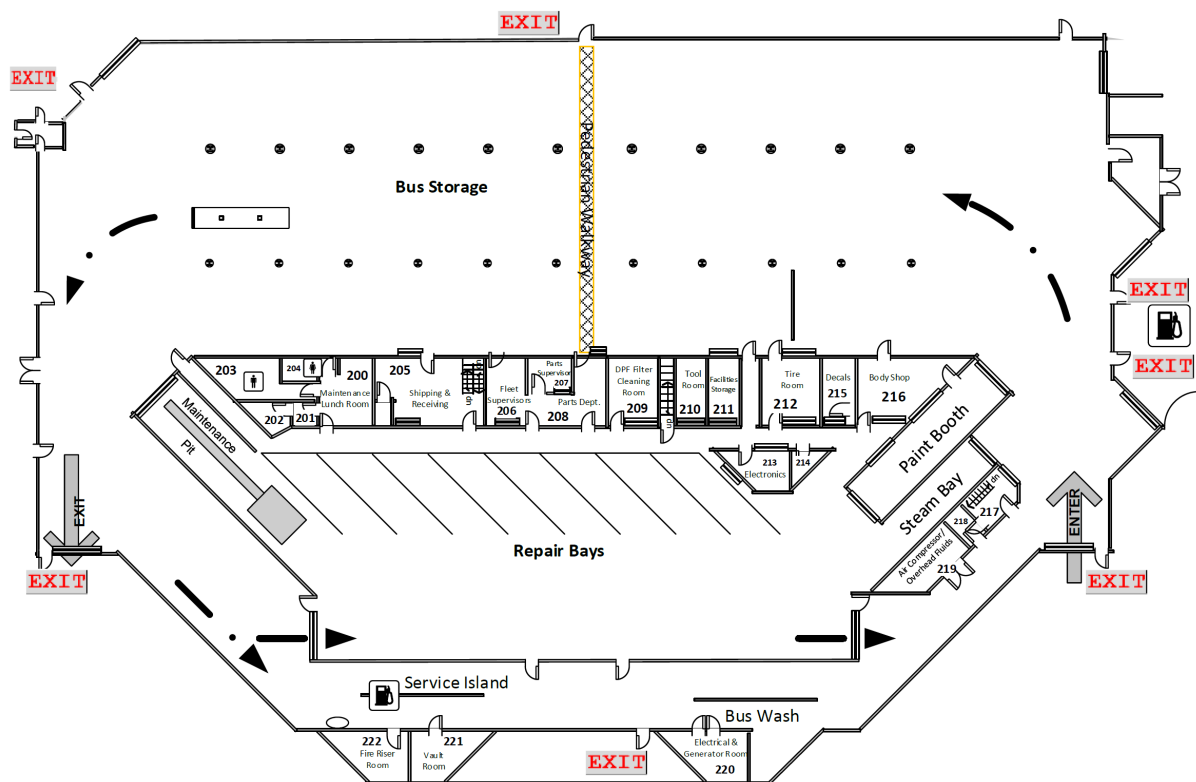 EXIT
EXIT
Pedestrian Walkway
Bus Storage
EXIT
EXIT
203
204
200
Maintenance
Lunch Room
202
201
205
Shipping &
Receiving
up
dn
Fleet
Supervisors
206
Parts
Supervisor
207
Parts Dept.
208
DPF Filter
Cleaning
Room
209
dn
Tool
Room
210
Facilities
Storage
211
Tire
Room
212
Decals
215
Body Shop
216
Maintenance
Pit
213
Electronics
214
Paint Booth
Steam Bay
dn
217
218
Air Compressor/
Overhead Fluids
219
EXIT
ENTER
Repair Bays
EXIT
EXIT
Service Island
Bus Wash
222
Fire Riser
Room
221
Vault
Room
EXIT
Electrical &
Generator Room
220